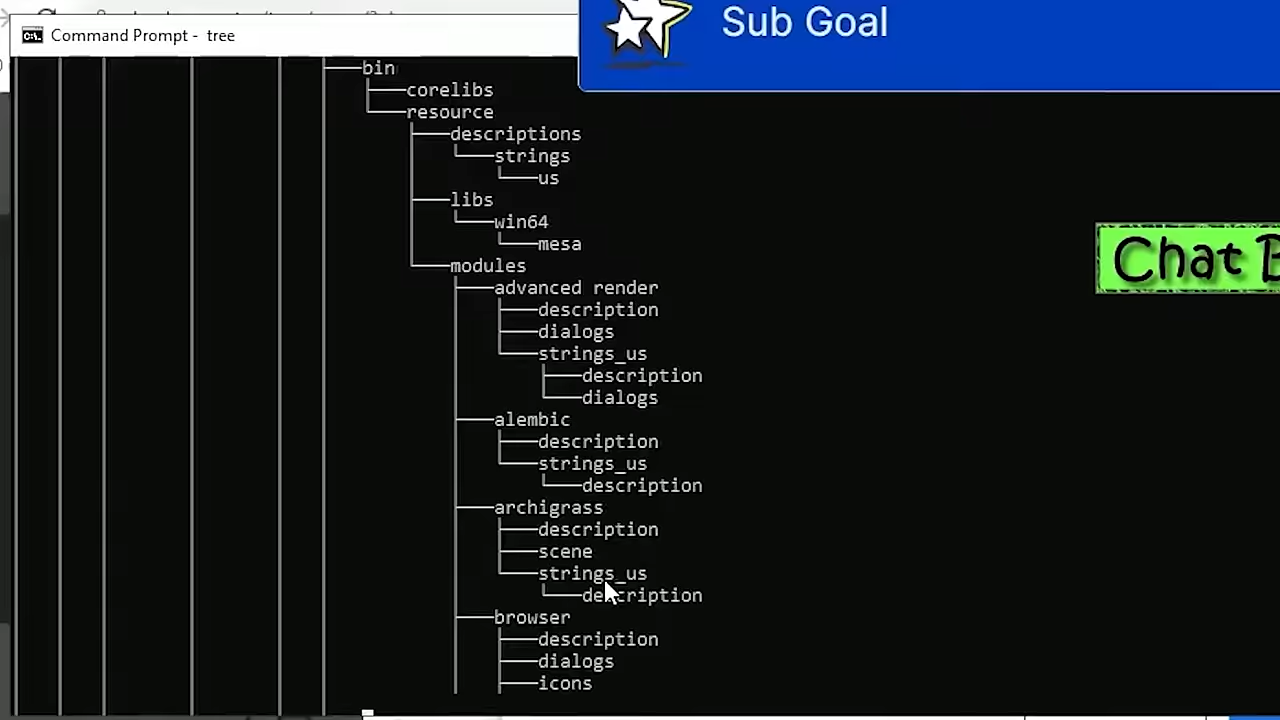 Command Prompt - tree
Sub Goal
bin
corelibs
resource
descriptions
strings
us
libs
win64
mesa
Chat B
modules
advanced render
description
dialogs
strings_us
description
dialogs
alembic
description
strings_us
description
archigrass
description
scene
strings_us
description
browser
description
dialogs
icons